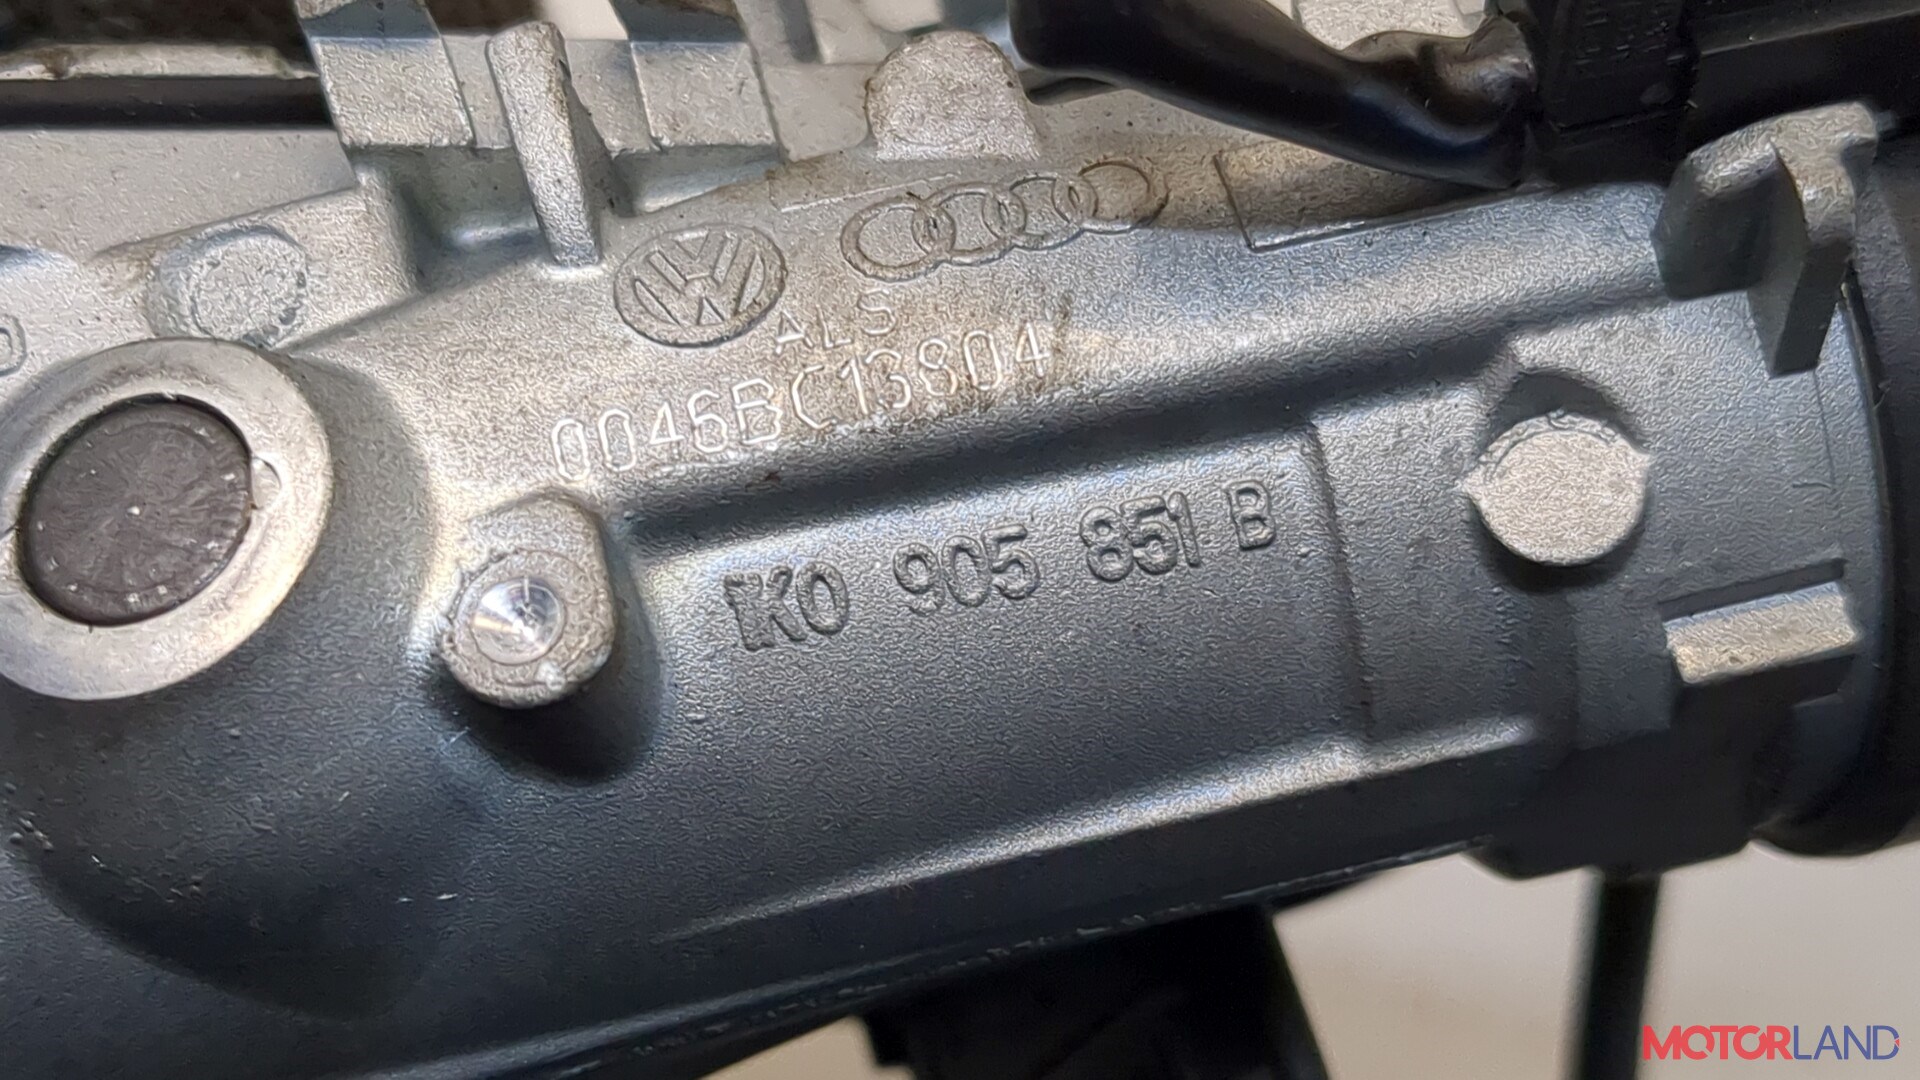 ALS
0046BC13804
1K0 905 851 B
MOTORLAND